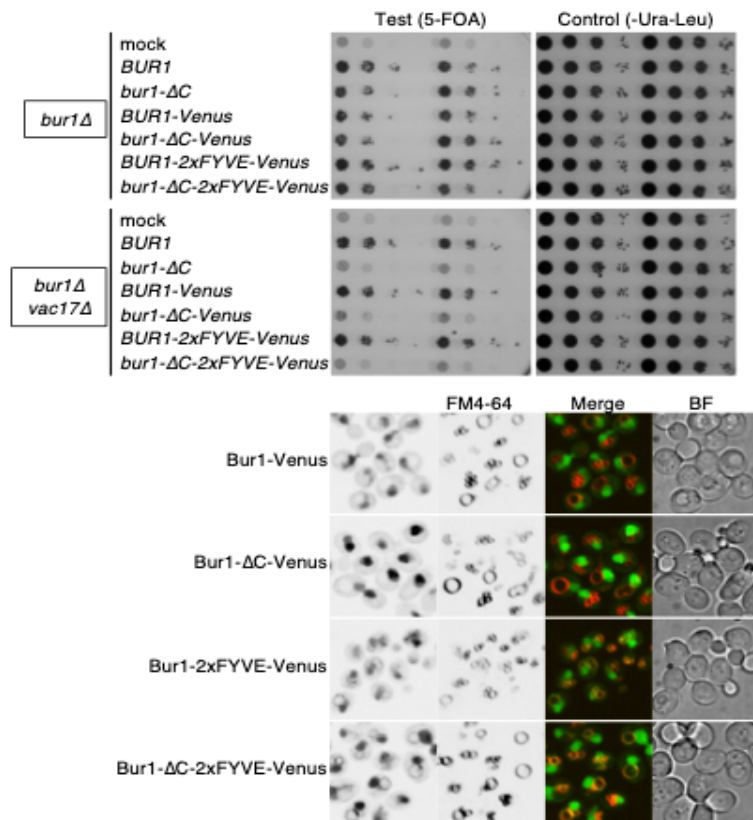 Test (5-FOA) Control (-Ura-Leu)
bur1Δ
mock
BUR1
bur1-ΔC
BUR1-Venus
bur1-ΔC-Venus
BUR1-2xFYVE-Venus
bur1-ΔC-2xFYVE-Venus
bur1Δ
vac17Δ
mock
BUR1
bur1-ΔC
BUR1-Venus
bur1-ΔC-Venus
BUR1-2xFYVE-Venus
bur1-ΔC-2xFYVE-Venus
FM4-64 Merge BF
Bur1-Venus
Bur1-ΔC-Venus
Bur1-2xFYVE-Venus
Bur1-ΔC-2xFYVE-Venus